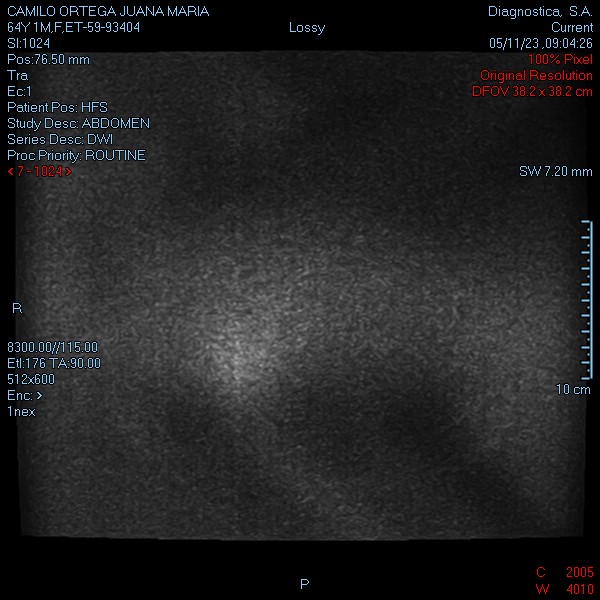 CAMILO ORTEGA JUANA MARIA
64Y 1M,F,ET-59-93404
SI:1024
Pos:76.50 mm
Tra
Ec:1
Patient Pos: HFS
Study Desc: ABDOMEN
Series Desc: DWI
Proc Priority: ROUTINE
< 7 - 1024 >
Lossy
Diagnostica, S.A.
Current
05/11/23 ,09:04:26
100% Pixel
Original Resolution
DFOV 38.2 x 38.2 cm
SW 7.20 mm
R
8300.00//115.00
Etl:176 TA:90.00
512x600
Enc: >
1nex
10 cm
P
C 2005
W 4010